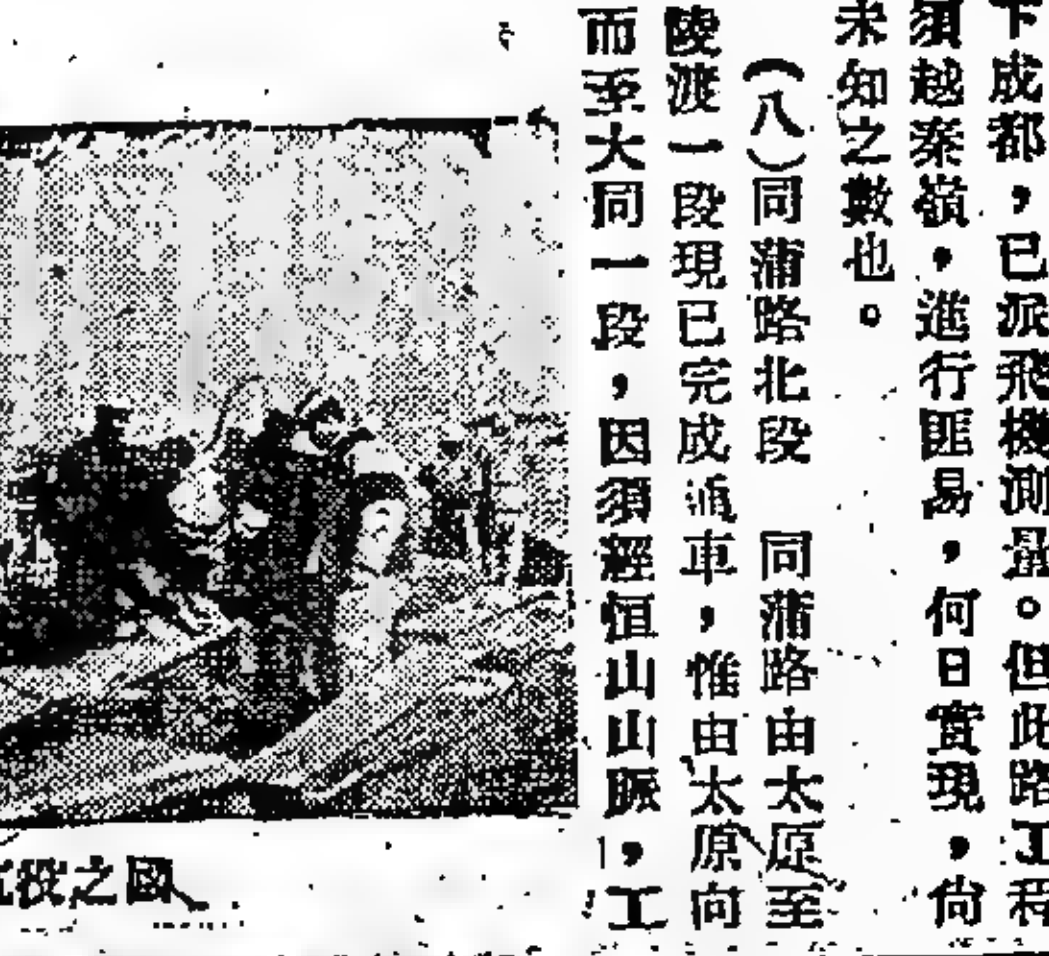 下成都，已派飛機測量。但此路工程
須越秦嶺，進行匪易，何日實現，尚
未知之數也。
（八）同蒲路北段　同蒲路由太原至
陵渡一段現已完成通車，惟由太原向
而至大同一段，因須經恒山山脈，工
國之役